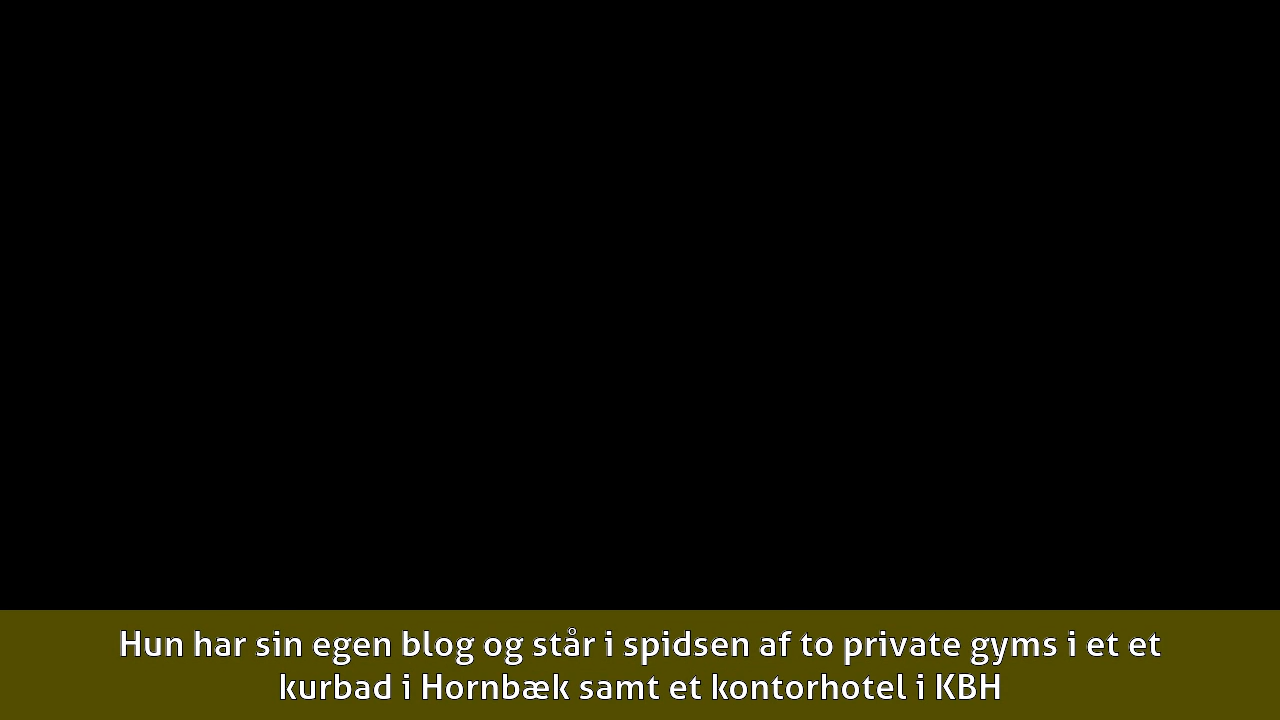 Hun har sin egen blog og står i spidsen af to private gyms i et et
kurbad i Hornbæk samt et kontorhotel i KBH